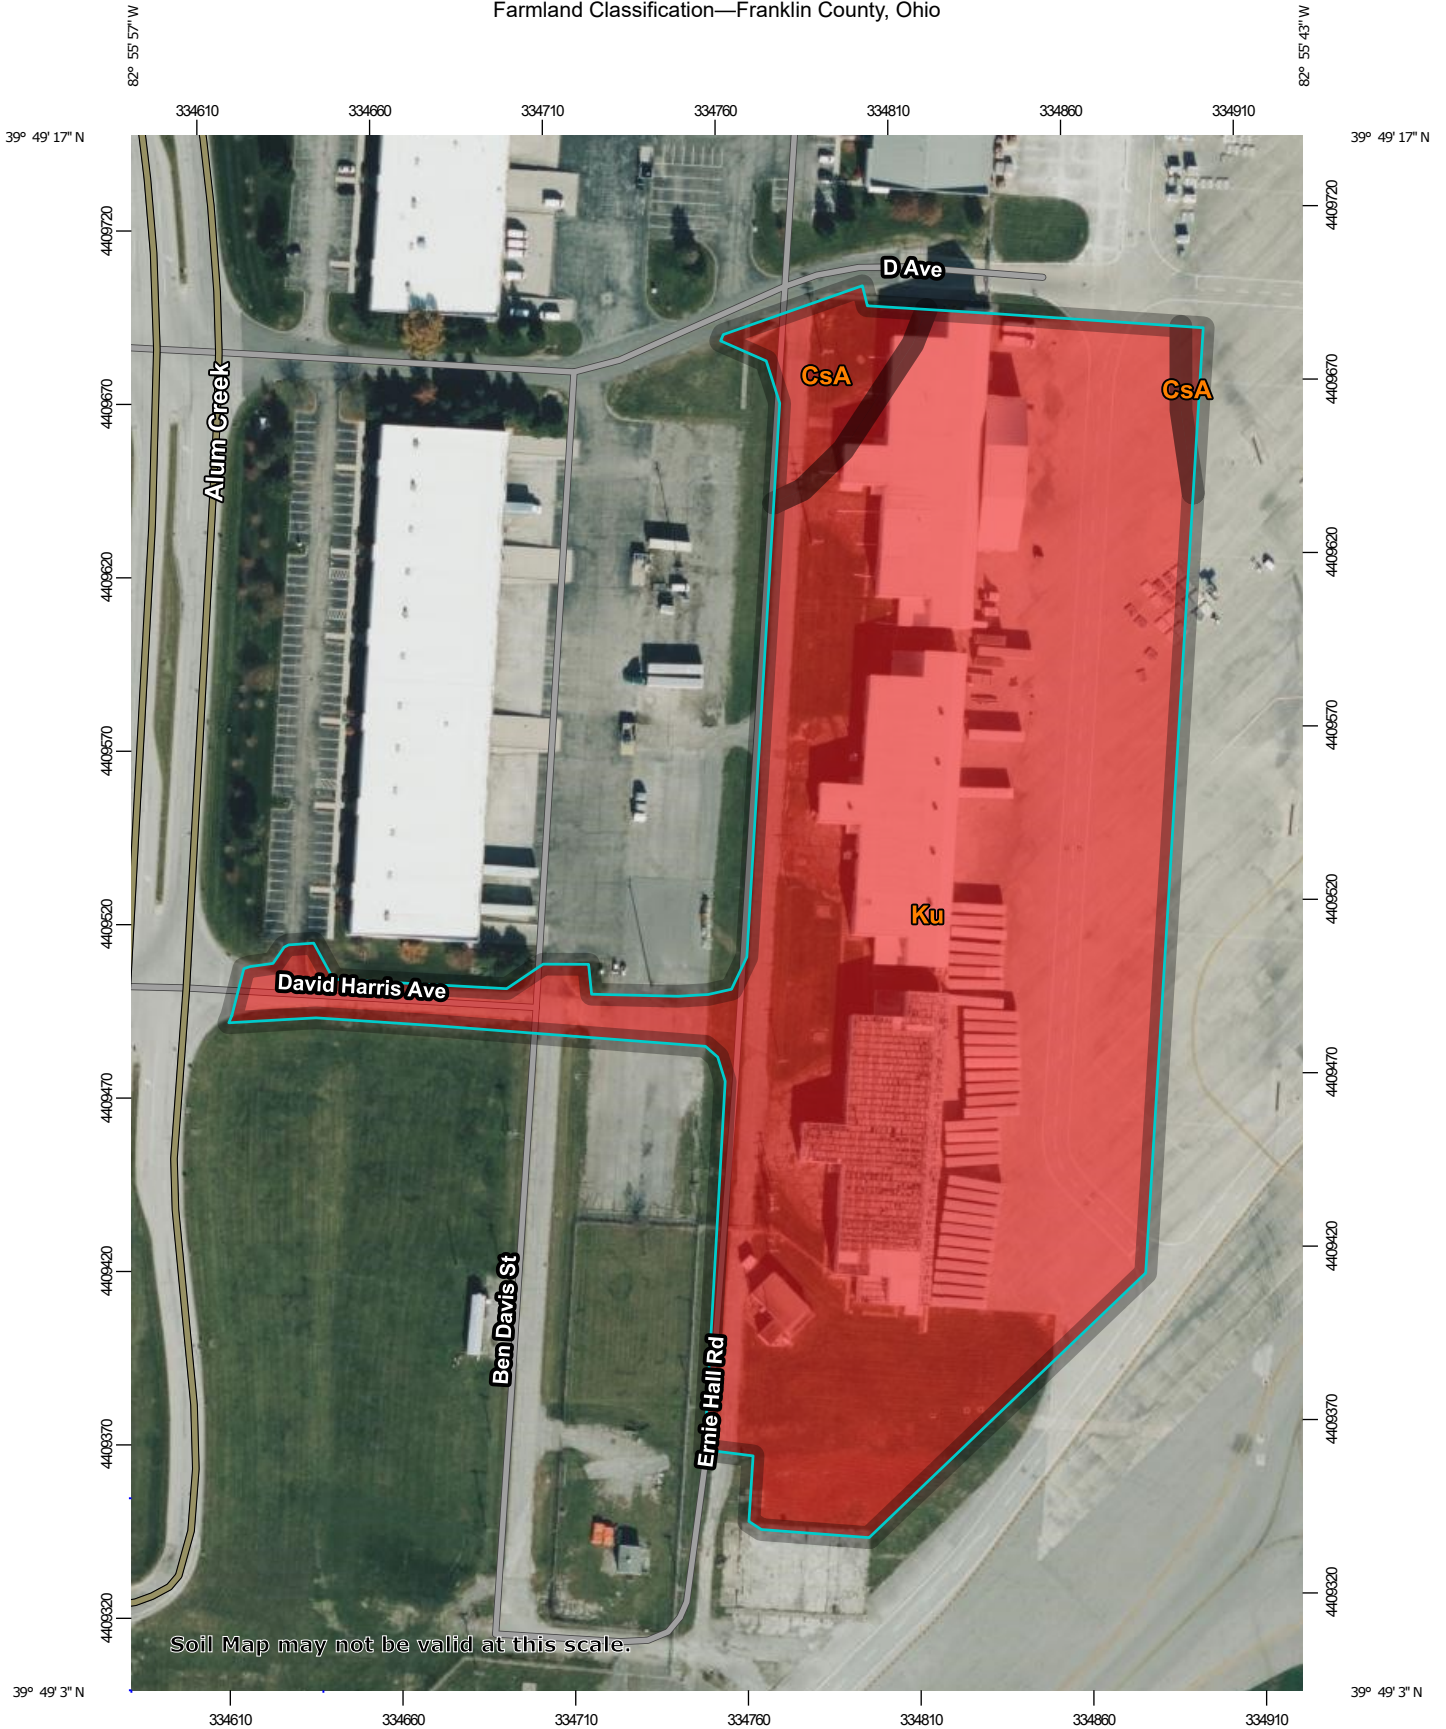 Farmland Classification—Franklin County, Ohio
82° 55' 57" W
82° 55' 43" W
334610 334660 334710 334760 334810 334860 334910
39° 49' 17" N
39° 49' 17" N
4409720
4409720
D Ave
CsA
CsA
4409670
4409670
Alum Creek
4409620
4409620
4409570
4409570
Ku
4409520
4409520
David Harris Ave
4409470
4409470
4409420
4409420
Ben Davis St
Ernie Hall Rd
4409370
4409370
4409320
4409320
Soil Map may not be valid at this scale.
39° 49' 3" N
39° 49' 3" N
334610 334660 334710 334760 334810 334860 334910